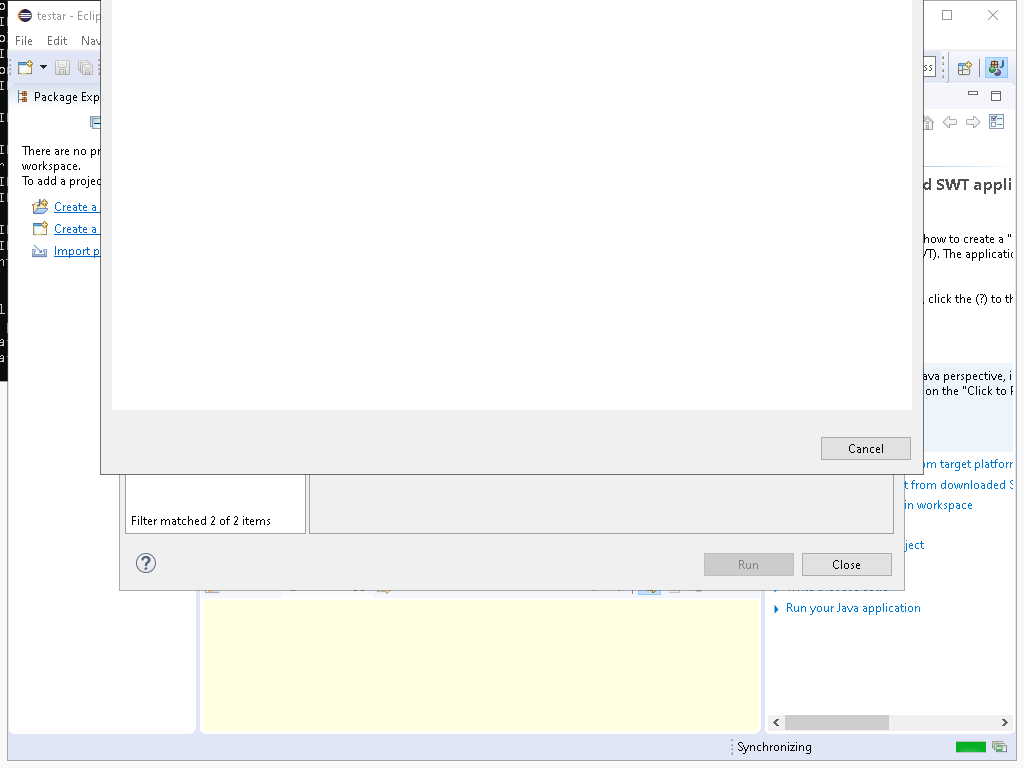 testar - Eclip
File Edit Nav
ss
Package Exp
There are no pr
workspace.
To add a projec
Create a
Create a
Import p
d SWT appli
how to create a "
/T). The applicatio
click the (?) to th
ava perspective, i
on the "Click to P
Cancel
om target platforn
t from downloaded S
in workspace
Filter matched 2 of 2 items
ject
?
Run
Close
Run your Java application
Synchronizing